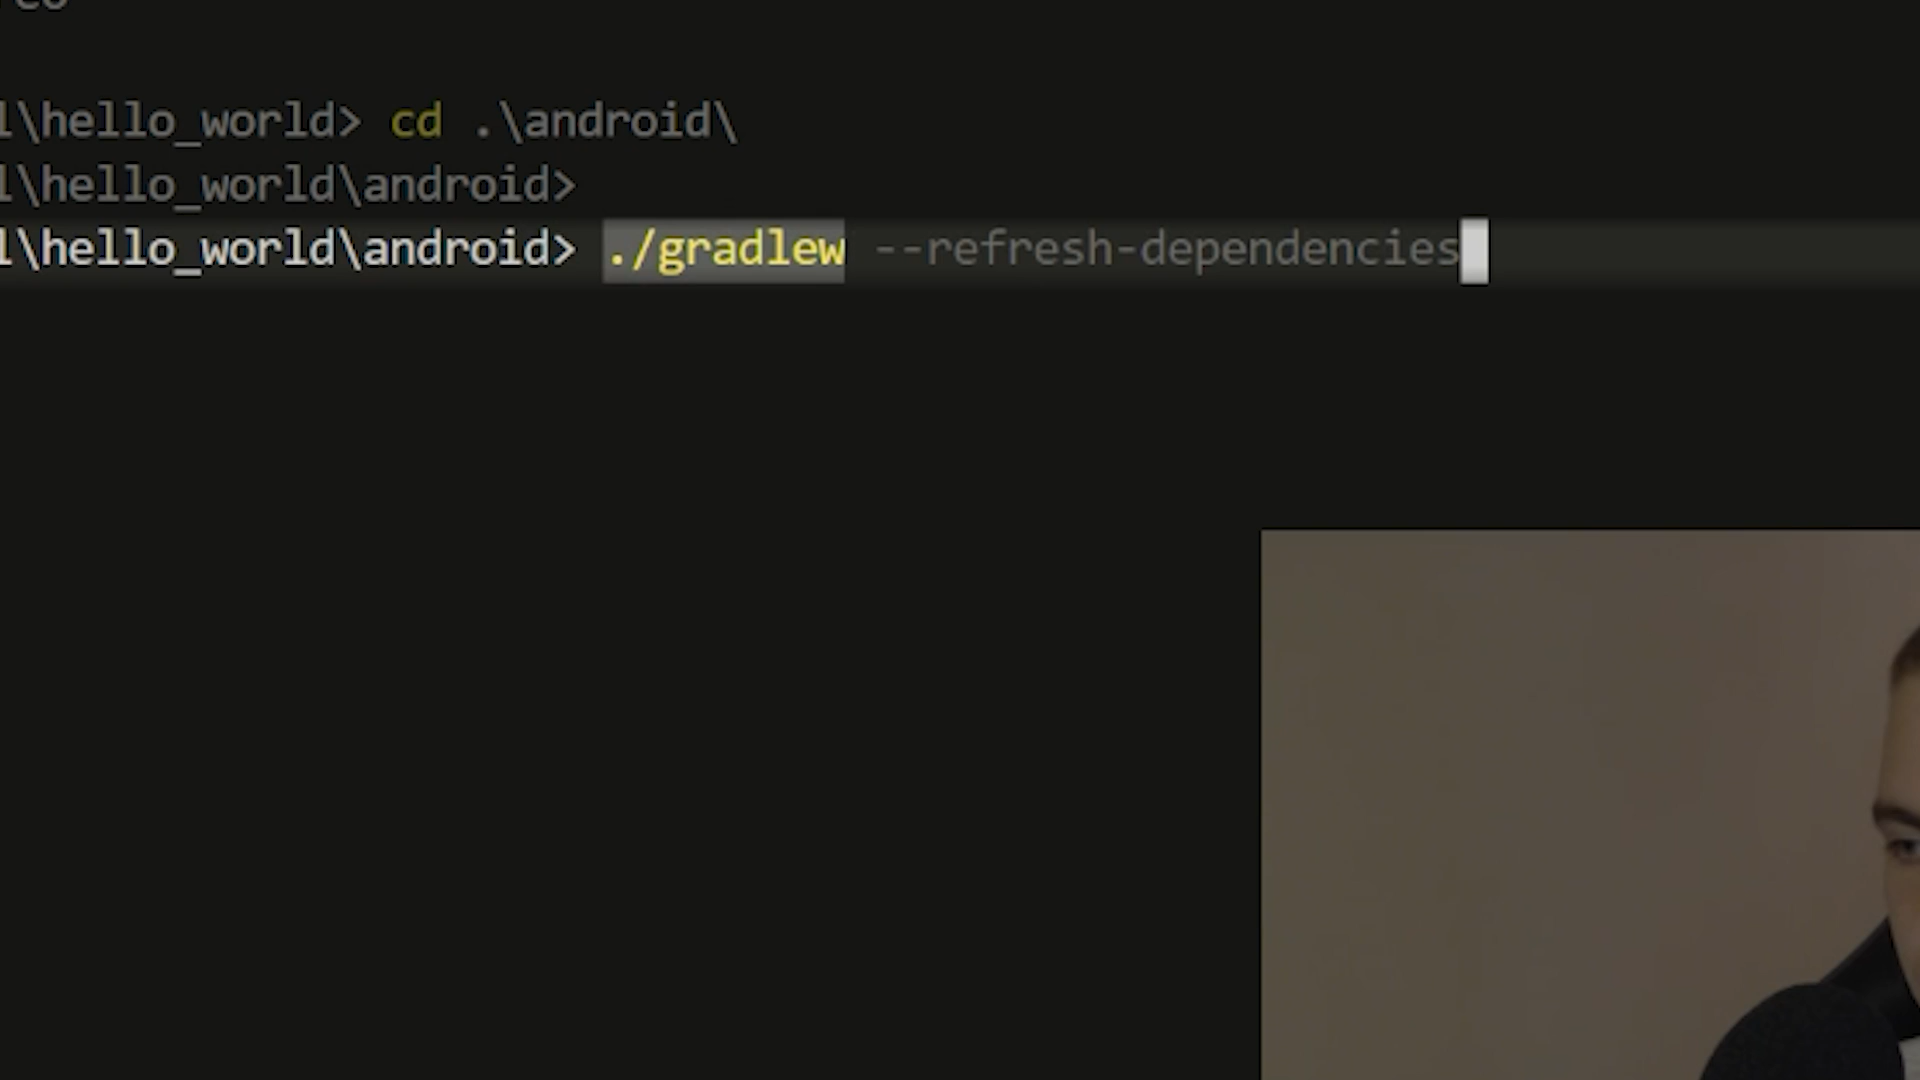 l\hello_world> cd .\android\
l\hello_world\android>
l\hello_world\android> ./gradlew --refresh-dependencies